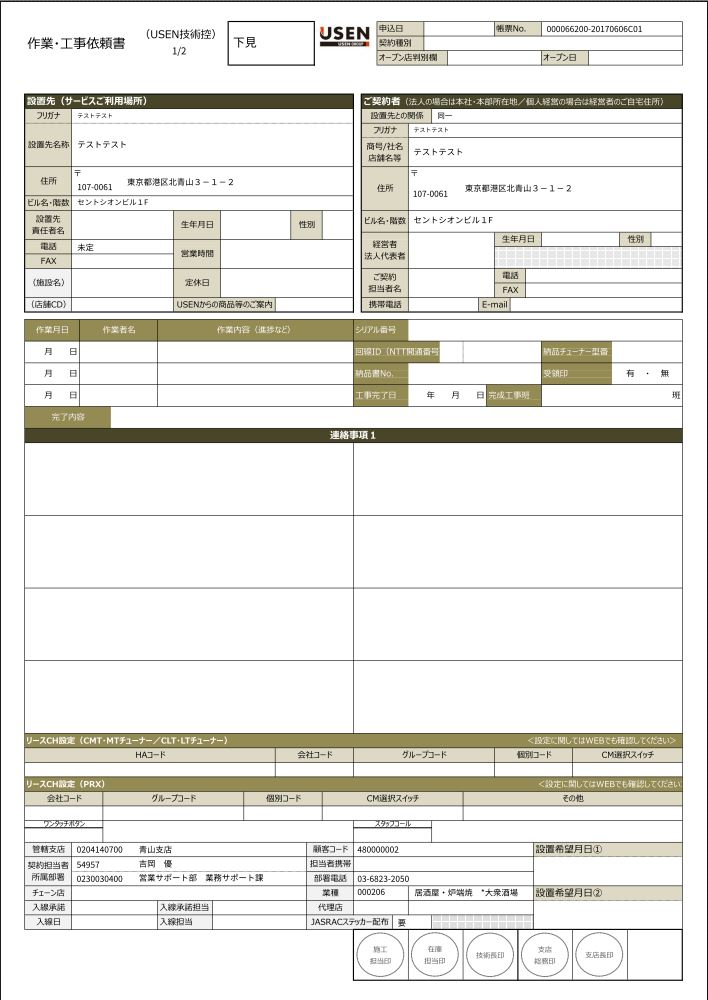 作業・工事依頼書
（USEN技術控）
1/2
下見
USEN
USEN GROUP
申込日 帳票No. 000066200-20170606C01
契約種別
オープン店判別欄 オープン日
設置先（サービスご利用場所）
フリガナ テストテスト
設置先名称 テストテスト
住所 〒107-0061 東京都港区北青山３－１－２
ビル名・階数 セントシオンビル１F
設置先責任者名 生年月日 性別
電話 未定 営業時間
FAX
（施設名） 定休日
（店舗CD） USENからの商品等のご案内
ご契約者（法人の場合は本社・本部所在地／個人経営の場合は経営者のご自宅住所）
設置先との関係 同一
フリガナ テストテスト
商号/社名店舗名等 テストテスト
住所 〒107-0061 東京都港区北青山３－１－２
ビル名・階数 セントシオンビル１F
経営者法人代表者 生年月日 性別
ご契約担当者名 電話
FAX
携帯電話 E-mail
作業月日 作業者名 作業内容（進捗など） シリアル番号
月 日 回線ID（NTT開通番号 納品チューナー型番
月 日 納品書No. 受領印 有 ・ 無
月 日 工事完了日 年 月 日 完成工事班 班
完了内容
連絡事項１
リースCH設定（CMT・MTチューナー／CLT・LTチューナー） ＜設定に関してはWEBでも確認してください＞
HAコード 会社コード グループコード 個別コード CM選択スイッチ
リースCH設定（PRX） ＜設定に関してはWEBでも確認してください
会社コード グループコード 個別コード CM選択スイッチ その他
ワンタッチボタン スタッフコール
管轄支店 0204140700 青山支店 顧客コード 480000002 設置希望月日①
契約担当者 54957 吉岡 優 担当者携帯
所属部署 0230030400 営業サポート部 業務サポート課 部署電話 03-6823-2050
チェーン店 業種 000206 居酒屋・炉端焼 *大衆酒場 設置希望月日②
入線承諾 入線承諾担当 代理店
入線日 入線担当 JASRACステッカー配布 要
施工担当印 在庫担当印 技術長印 支店総務印 支店長印